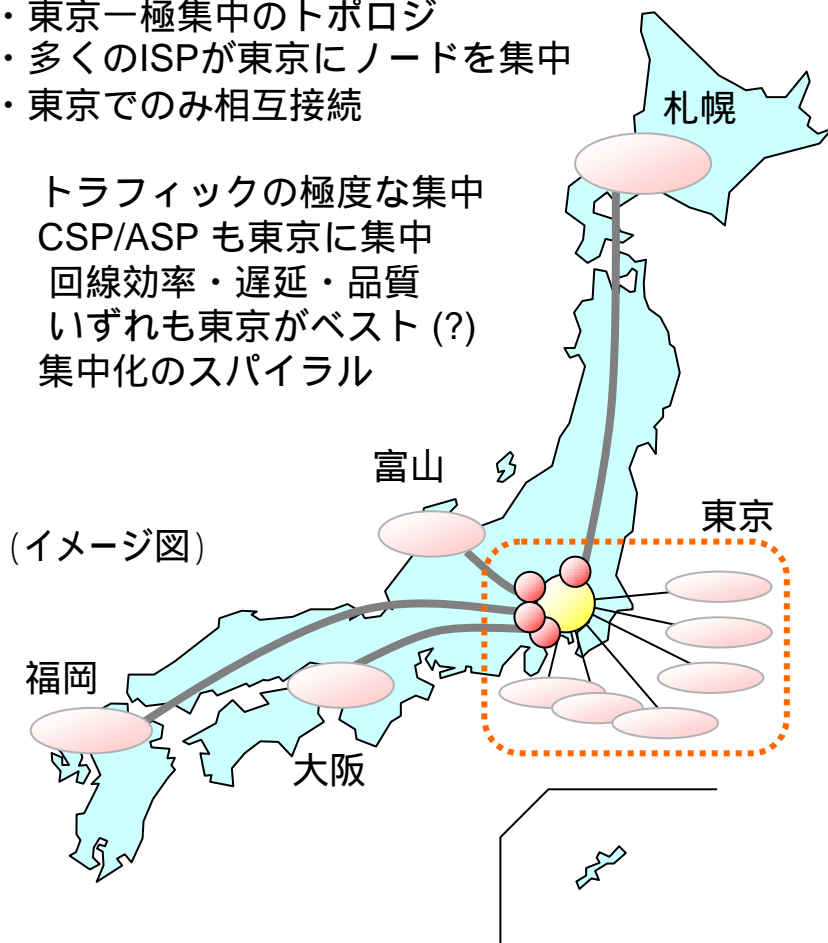 ・東京一極集中のトポロジ
・多くのISPが東京にノードを集中
・東京でのみ相互接続
トラフィックの極度な集中
CSP/ASP も東京に集中
回線効率・遅延・品質
いずれも東京がベスト (?)
集中化のスパイラル
札幌
富山
東京
(イメージ図)
福岡
大阪